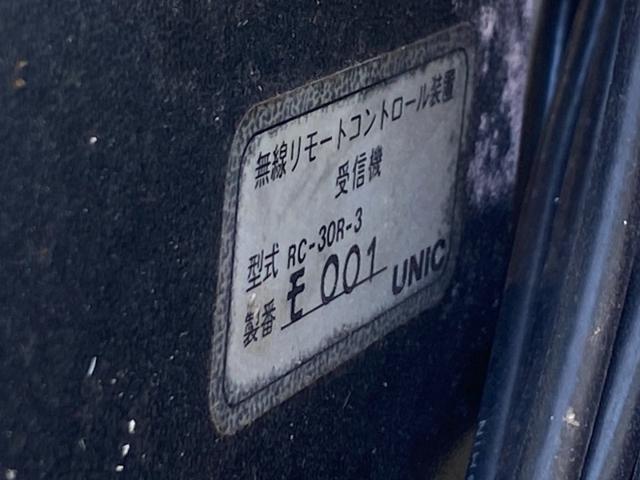 無線リモートコントロール装置
受信機
型式 RC-30R-3
製番 E 001 UNIC